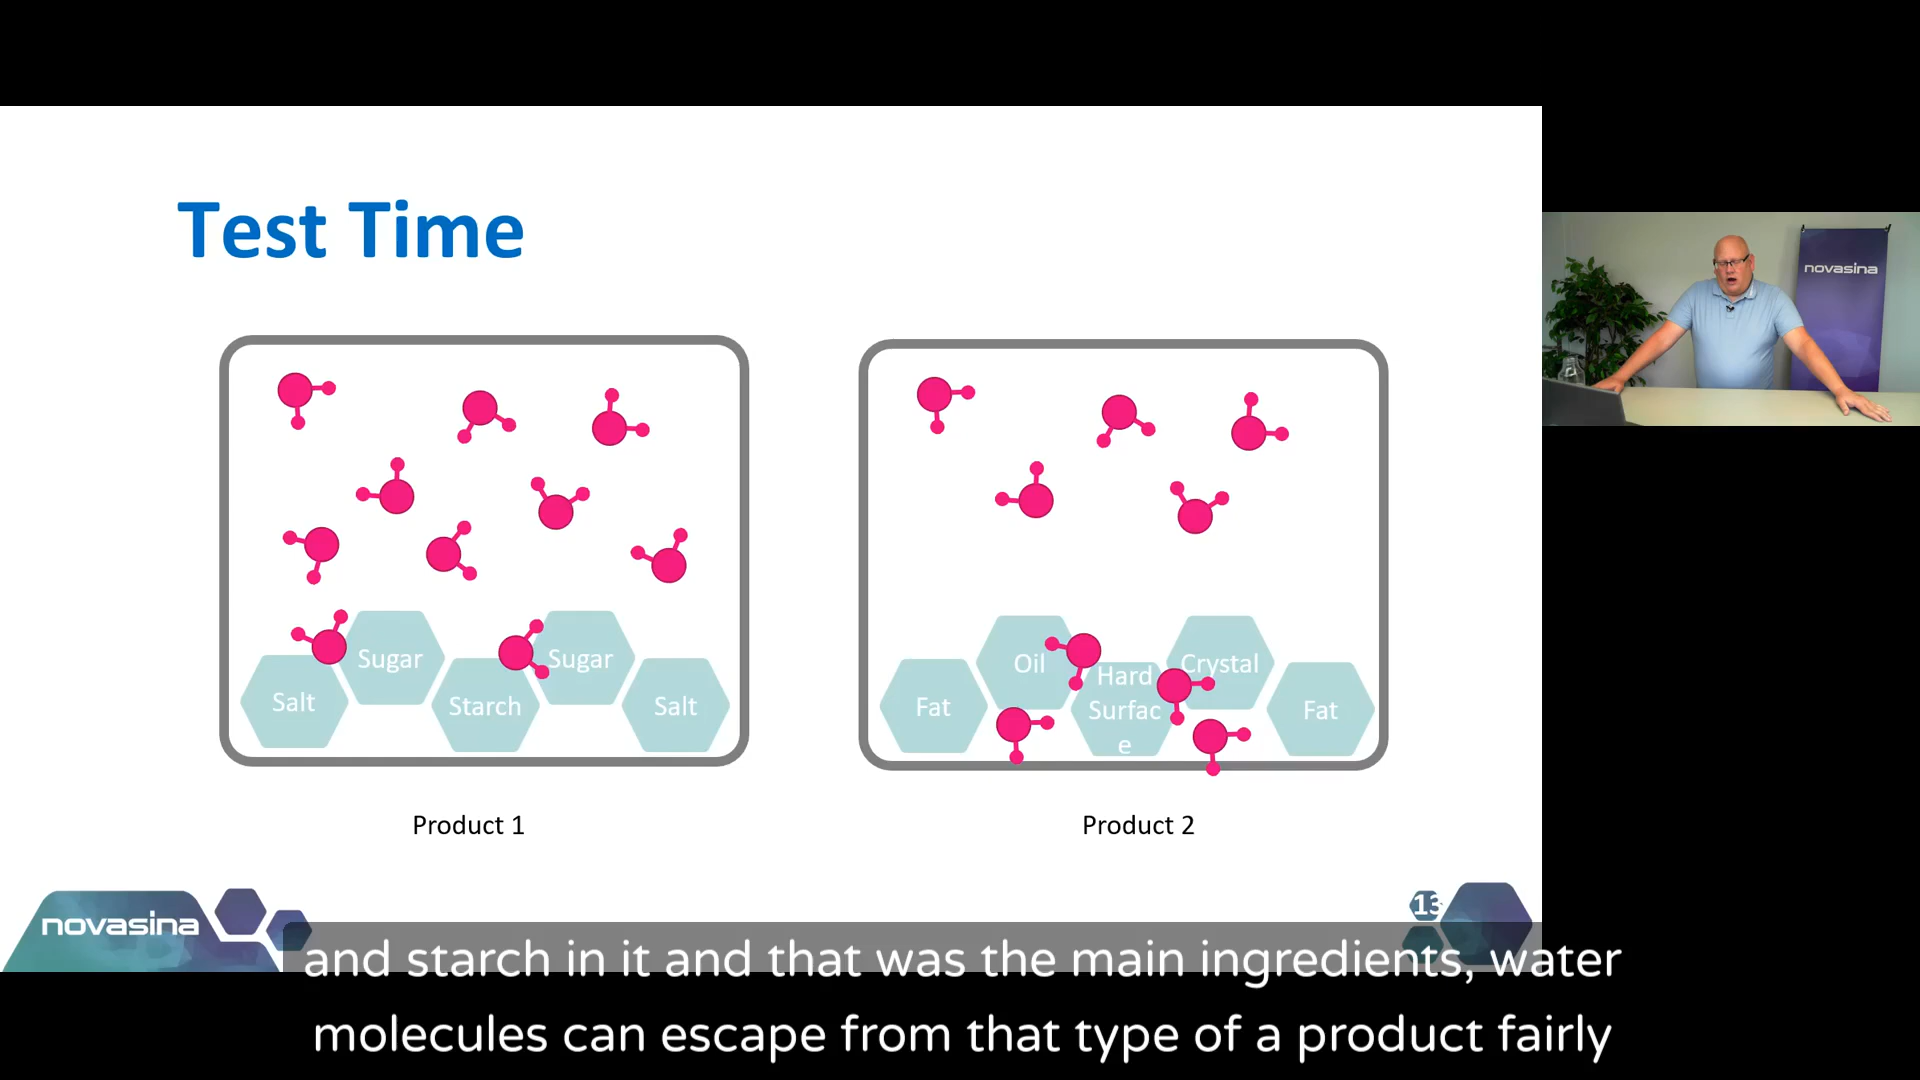 Test Time
novasina
Sugar
Sugar
Salt
Starch
Salt
Oil
Crystal
Hard
Surfac
e
Fat
Fat
Product 1
Product 2
novasina
13
and starch in it and that was the main ingredients, water
molecules can escape from that type of a product fairly